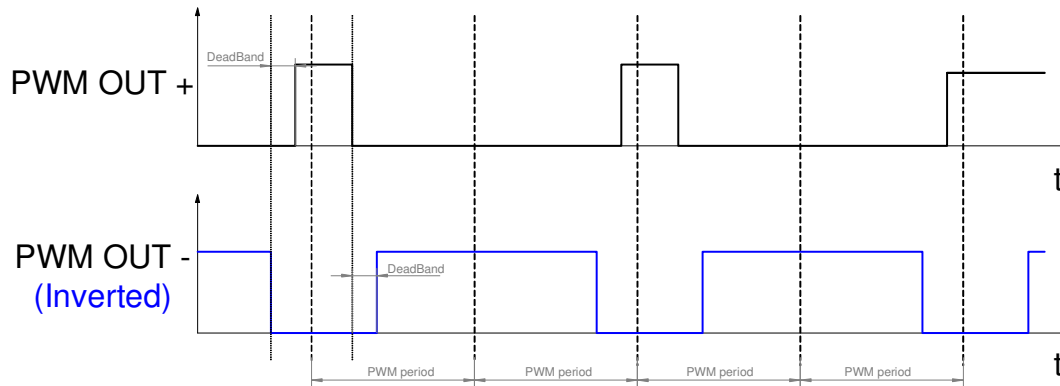 DeadBand
PWM OUT +
t
PWM OUT -
(Inverted)
DeadBand
t
PWM period
PWM period
PWM period
PWM period